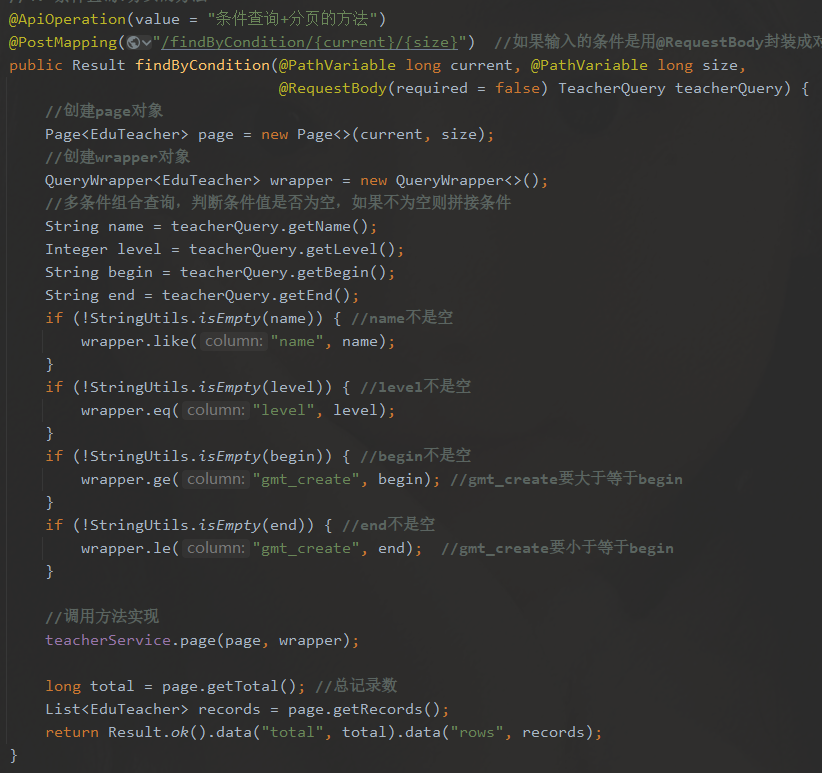 @ApiOperation(value = "条件查询+分页的方法")
@PostMapping("/findByCondition/{current}/{size}") //如果输入的条件是用@RequestBody封装成对
public Result findByCondition(@PathVariable long current, @PathVariable long size,
@RequestBody(required = false) TeacherQuery teacherQuery) {
//创建page对象
Page<EduTeacher> page = new Page<>(current, size);
//创建wrapper对象
QueryWrapper<EduTeacher> wrapper = new QueryWrapper<>();
//多条件组合查询，判断条件值是否为空，如果不为空则拼接条件
String name = teacherQuery.getName();
Integer level = teacherQuery.getLevel();
String begin = teacherQuery.getBegin();
String end = teacherQuery.getEnd();
if (!StringUtils.isEmpty(name)) { //name不是空
wrapper.like( column: "name", name);
}
if (!StringUtils.isEmpty(level)) { //level不是空
wrapper.eq( column: "level", level);
}
if (!StringUtils.isEmpty(begin)) { //begin不是空
wrapper.ge( column: "gmt_create", begin); //gmt_create要大于等于begin
}
if (!StringUtils.isEmpty(end)) { //end不是空
wrapper.le( column: "gmt_create", end); //gmt_create要小于等于begin
}
//调用方法实现
teacherService.page(page, wrapper);
long total = page.getTotal(); //总记录数
List<EduTeacher> records = page.getRecords();
return Result.ok().data("total", total).data("rows", records);
}